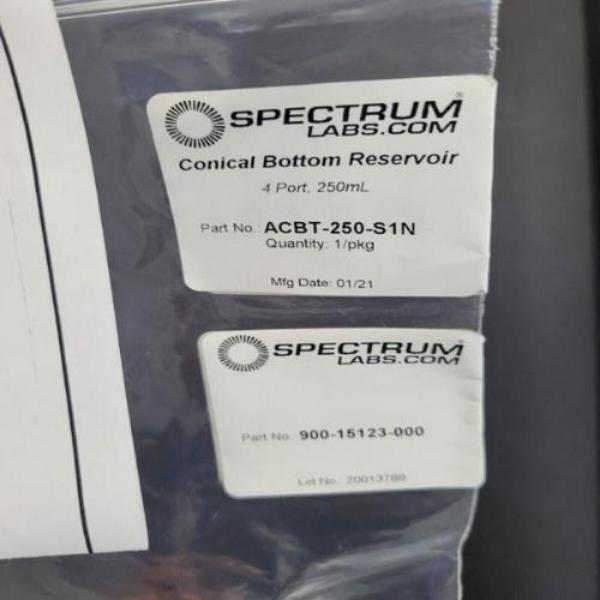 SPECTRUM®
LABS.COM
Conical Bottom Reservoir
4 Port, 250mL
Part No.: ACBT-250-S1N
Quantity: 1/pkg
Mfg Date: 01/21
SPECTRUM
LABS.COM
Part No.: 900-15123-000
Lot No.: 20013789